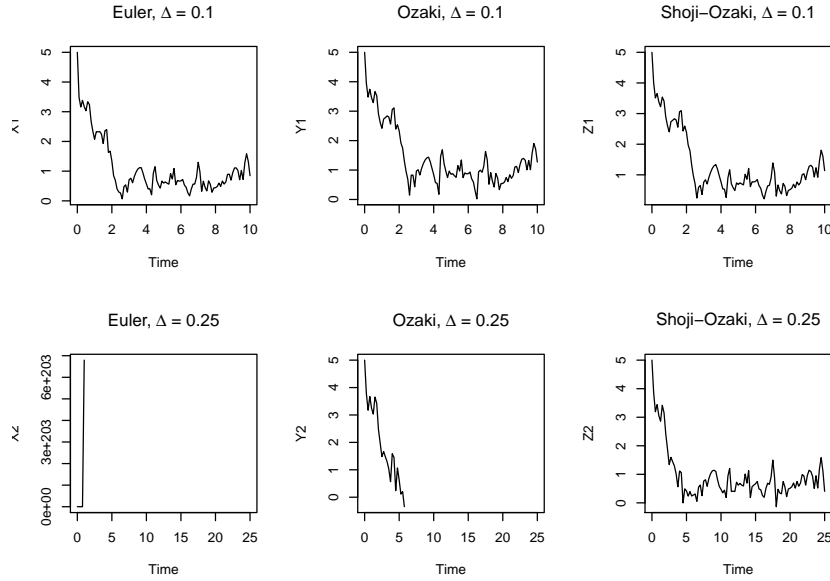 Euler, Δ = 0.1
X1
0 1 2 3 4 5
0 2 4 6 8 10
Time
Ozaki, Δ = 0.1
Y1
0 1 2 3 4 5
0 2 4 6 8 10
Time
Shoji−Ozaki, Δ = 0.1
Z1
1 2 3 4 5
0 2 4 6 8 10
Time
Euler, Δ = 0.25
X2
0e+00 3e+203 6e+203
0 5 10 15 20 25
Time
Ozaki, Δ = 0.25
Y2
0 1 2 3 4 5
0 5 10 15 20 25
Time
Shoji−Ozaki, Δ = 0.25
Z2
0 1 2 3 4 5
0 5 10 15 20 25
Time